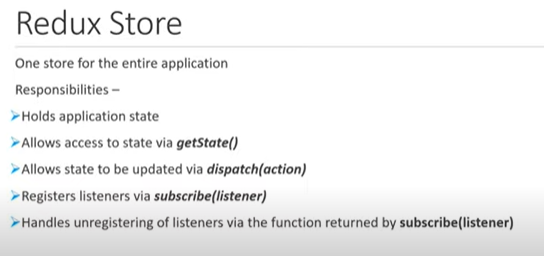 Redux Store
One store for the entire application
Responsibilities –
➢Holds application state
➢Allows access to state via getState()
➢Allows state to be updated via dispatch(action)
➢Registers listeners via subscribe(listener)
➢Handles unregistering of listeners via the function returned by subscribe(listener)